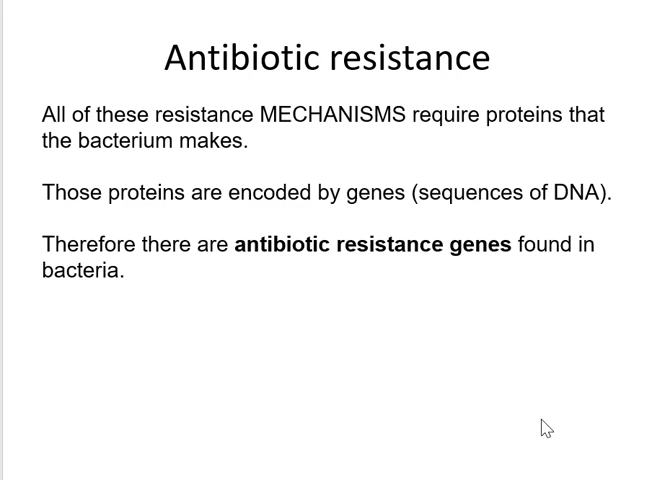 Antibiotic resistance
All of these resistance MECHANISMS require proteins that
the bacterium makes.
Those proteins are encoded by genes (sequences of DNA).
Therefore there are antibiotic resistance genes found in
bacteria.